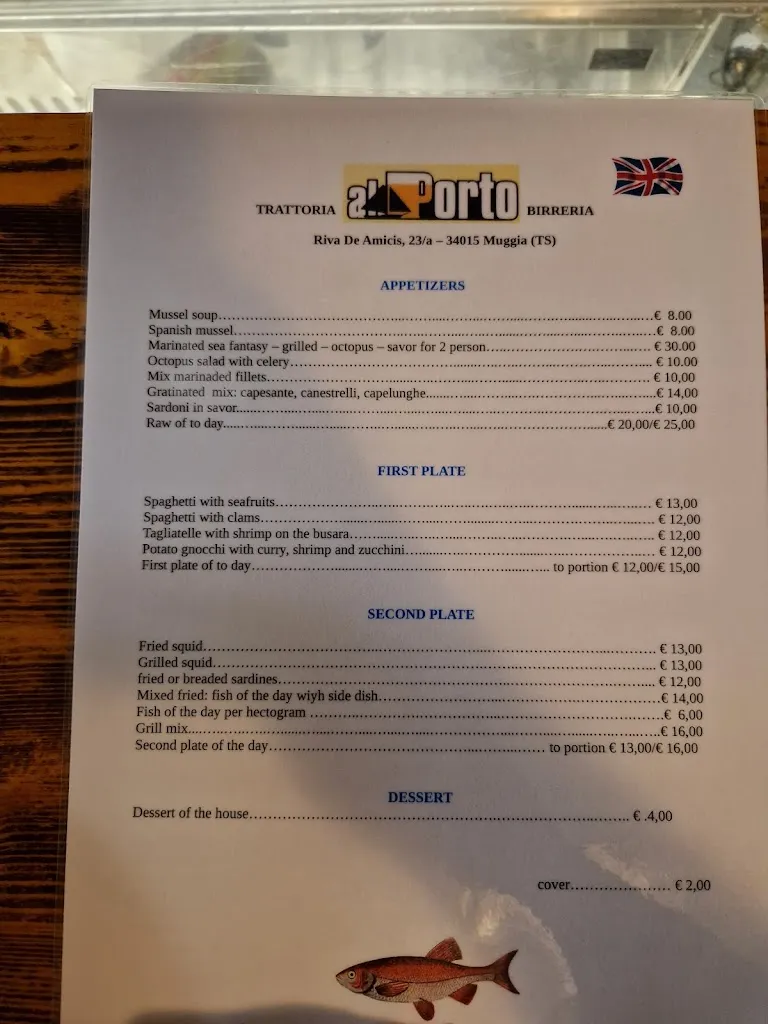 al Porto
TRATTORIA BIRRERIA
Riva De Amicis, 23/a – 34015 Muggia (TS)
APPETIZERS
Mussel soup........€ 8.00
Spanish mussel........€ 8.00
Marinated sea fantasy – grilled – octopus – savor for 2 person........€ 30.00
Octopus salad with celery........€ 10.00
Mix marinaded fillets........€ 10,00
Gratinated mix: capesante, canestrelli, capelunghe........€ 14,00
Sardoni in savor........€ 10,00
Raw of to day........€ 20,00/€ 25,00
FIRST PLATE
Spaghetti with seafruits........€ 13,00
Spaghetti with clams........€ 12,00
Tagliatelle with shrimp on the busara........€ 12,00
Potato gnocchi with curry, shrimp and zucchini........€ 12,00
First plate of to day........to portion € 12,00/€ 15,00
SECOND PLATE
Fried squid........€ 13,00
Grilled squid........€ 13,00
fried or breaded sardines........€ 12,00
Mixed fried: fish of the day wiyh side dish........€ 14,00
Fish of the day per hectogram ........€ 6,00
Grill mix........€ 16,00
Second plate of the day........to portion € 13,00/€ 16,00
DESSERT
Dessert of the house........€ .4,00
cover........€ 2,00